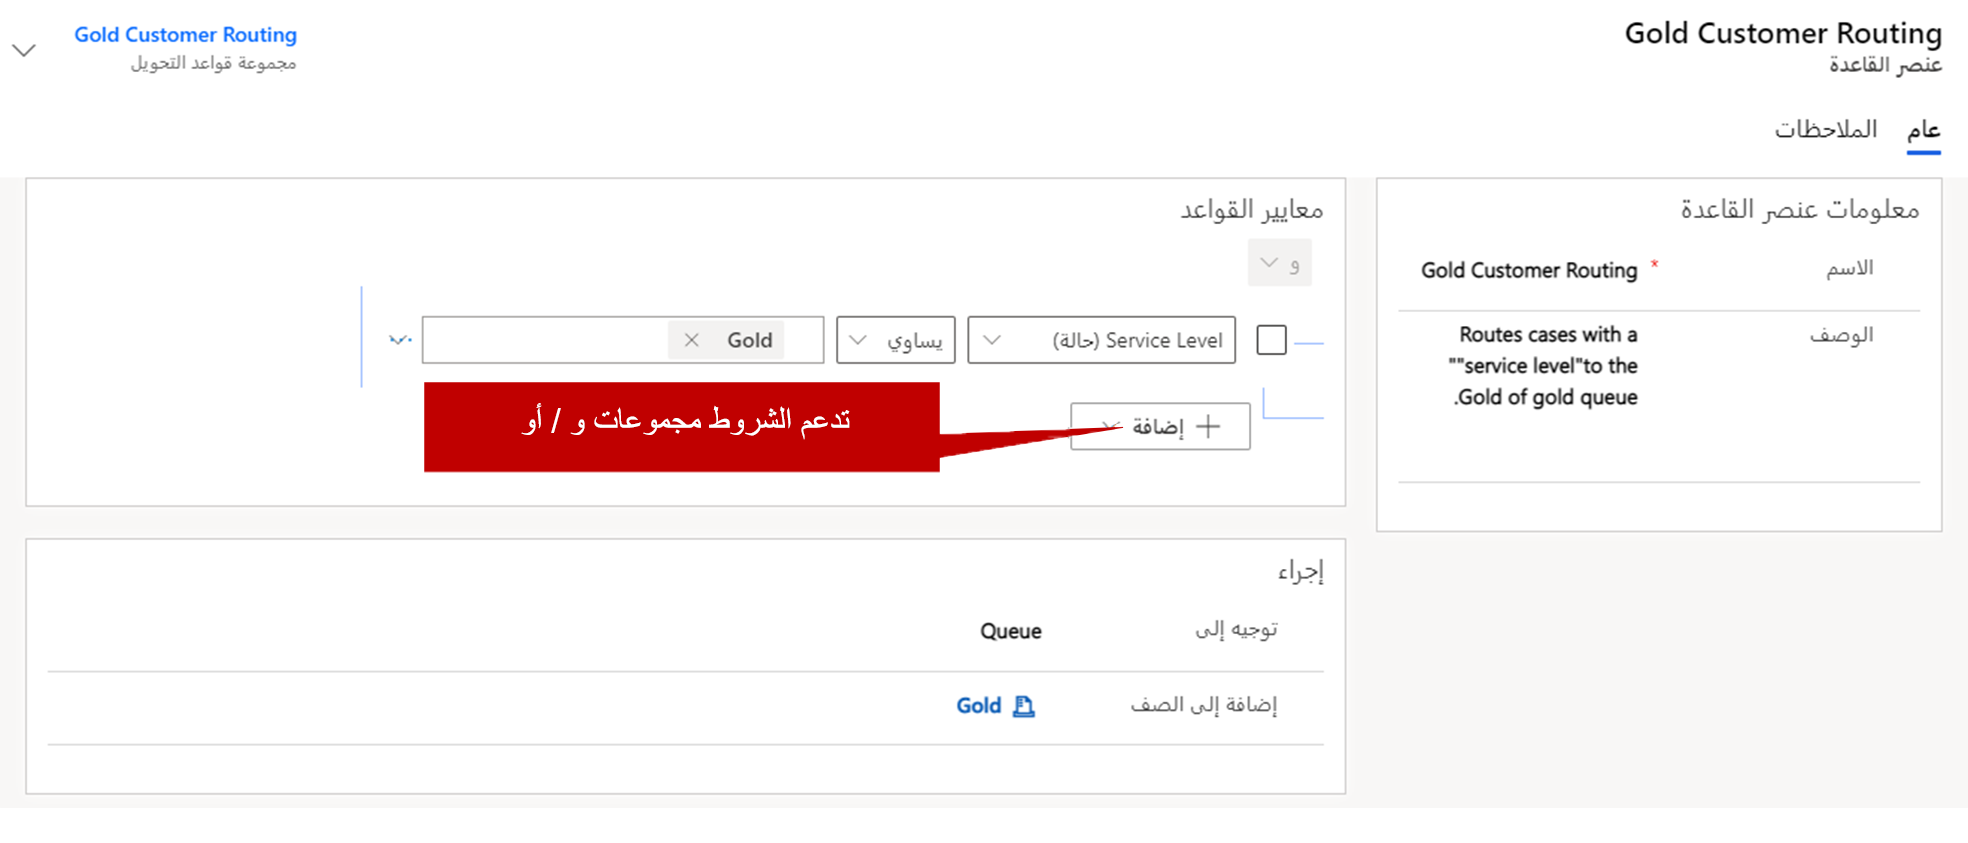 Gold Customer Routing
عنصر القاعدة
Gold Customer Routing
مجموعة قواعد التحويل
عام
الملاحظات
معلومات عنصر القاعدة
الاسم
* Gold Customer Routing
الوصف
Routes cases with a
""service level"to the
.Gold of gold queue
معايير القواعد
و
Service Level (حالة)
يساوي
Gold
إضافة
تدعم الشروط مجموعات و / أو
إجراء
توجيه إلى
Queue
إضافة إلى الصف
Gold